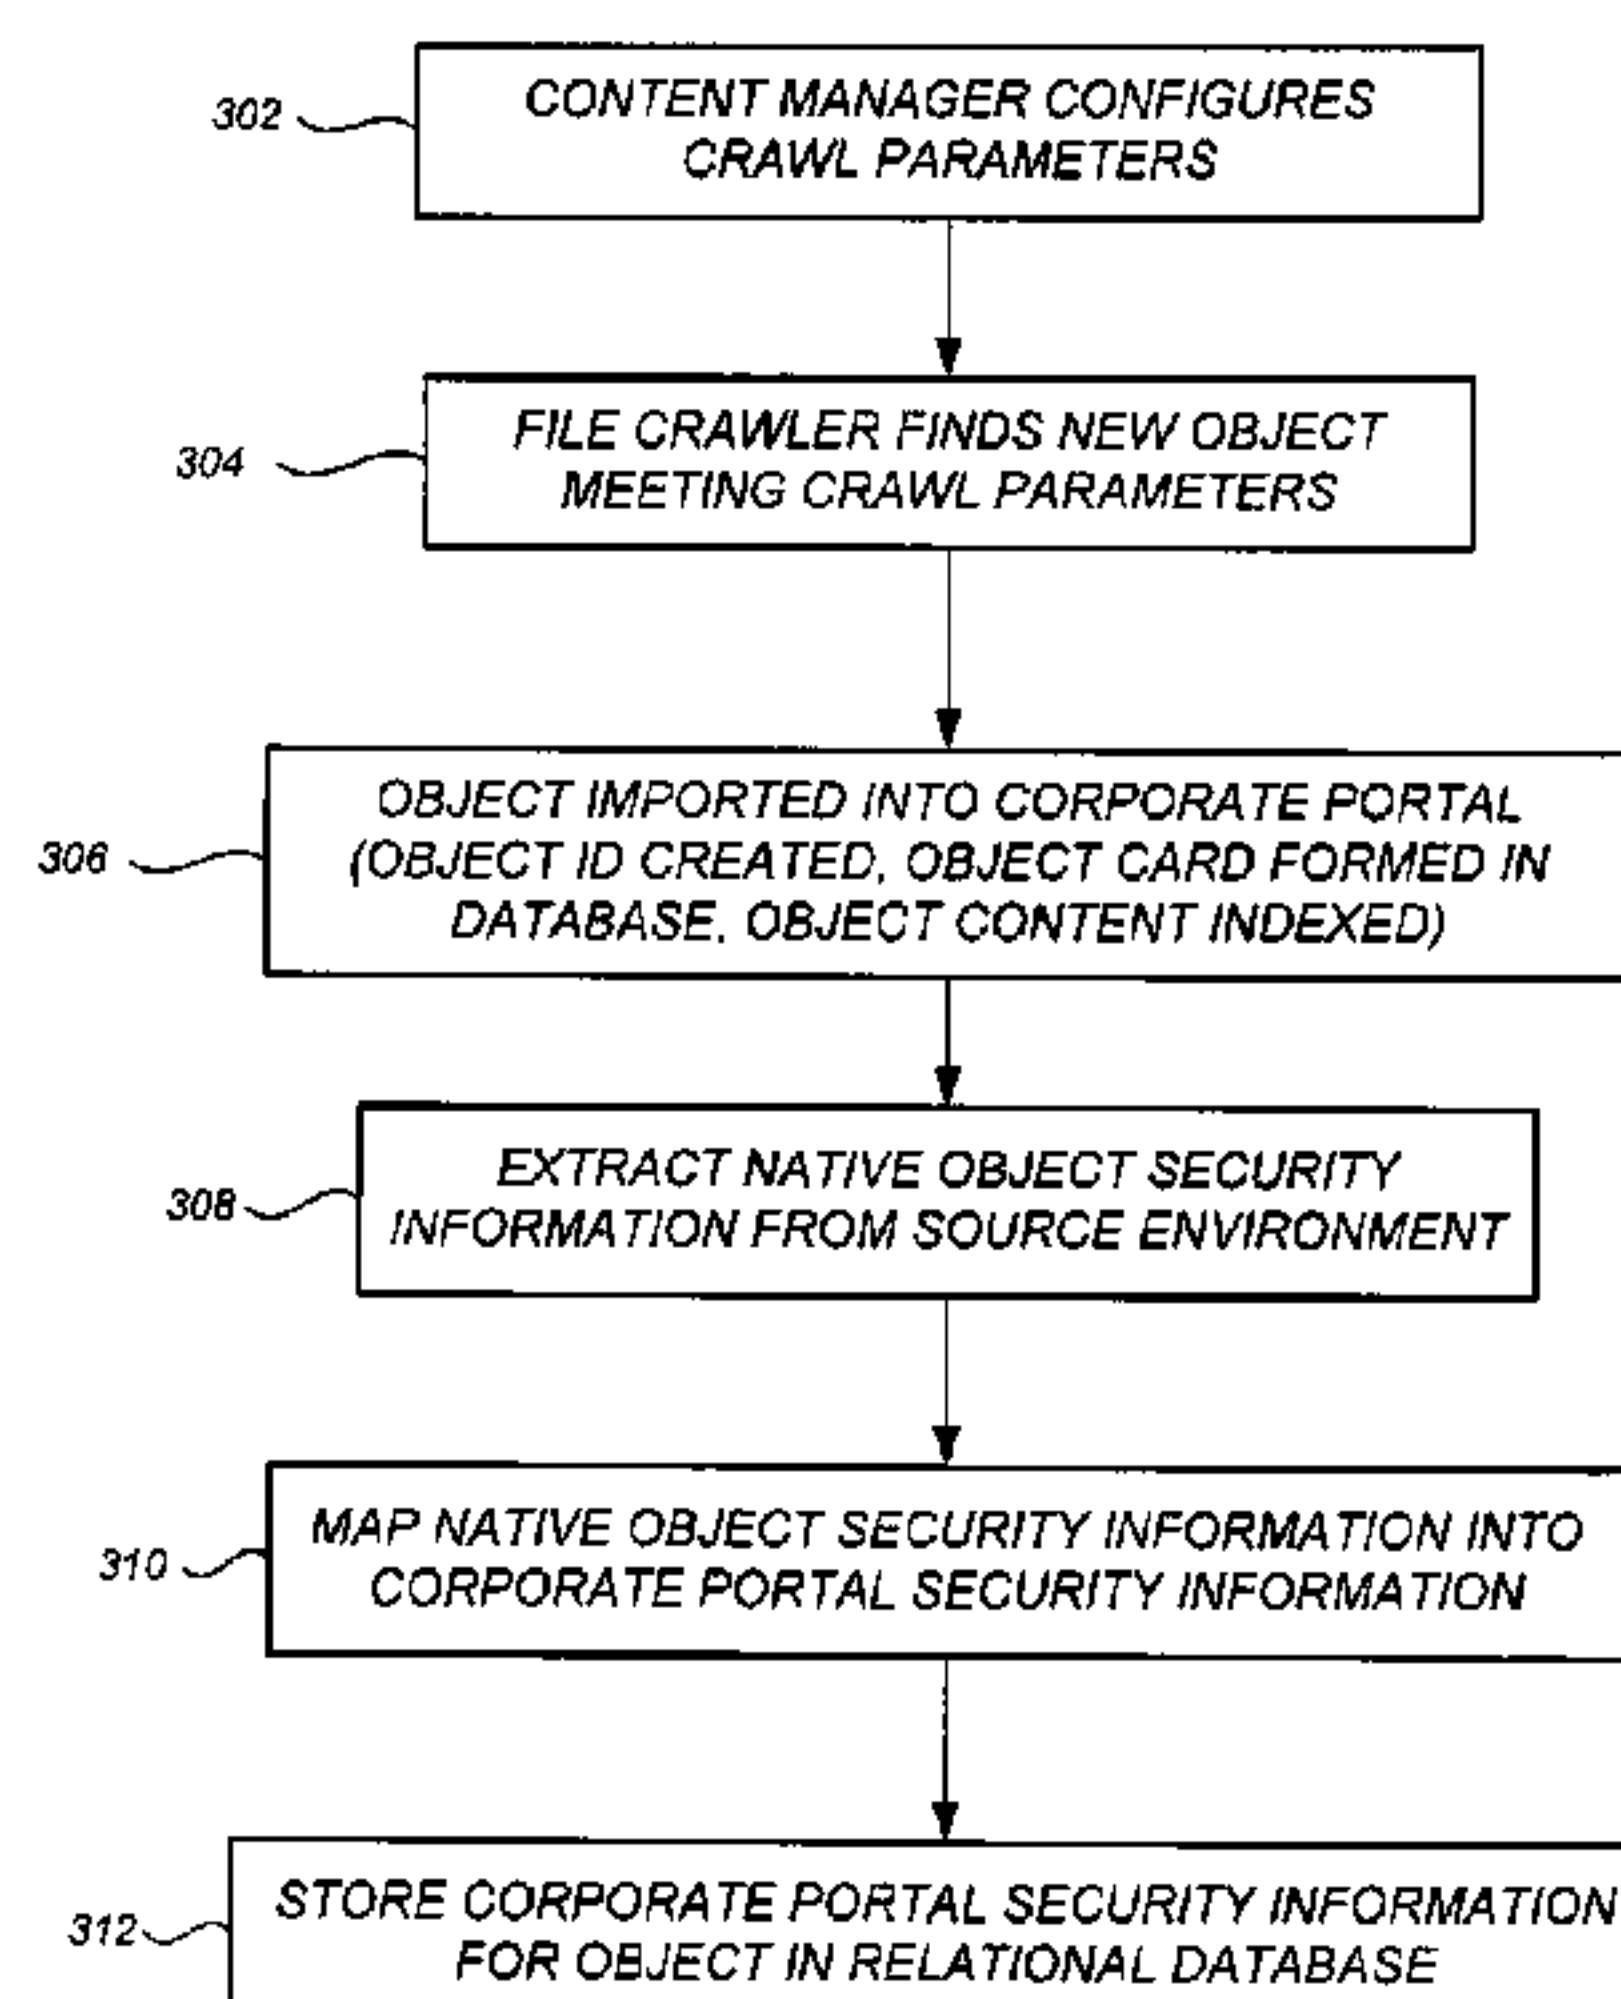 302
CONTENT MANAGER CONFIGURES
CRAWL PARAMETERS
304
FILE CRAWLER FINDS NEW OBJECT
MEETING CRAWL PARAMETERS
306
OBJECT IMPORTED INTO CORPORATE PORTAL
(OBJECT ID CREATED, OBJECT CARD FORMED IN
DATABASE, OBJECT CONTENT INDEXED)
308
EXTRACT NATIVE OBJECT SECURITY
INFORMATION FROM SOURCE ENVIRONMENT
310
MAP NATIVE OBJECT SECURITY INFORMATION INTO
CORPORATE PORTAL SECURITY INFORMATION
312
STORE CORPORATE PORTAL SECURITY INFORMATION
FOR OBJECT IN RELATIONAL DATABASE